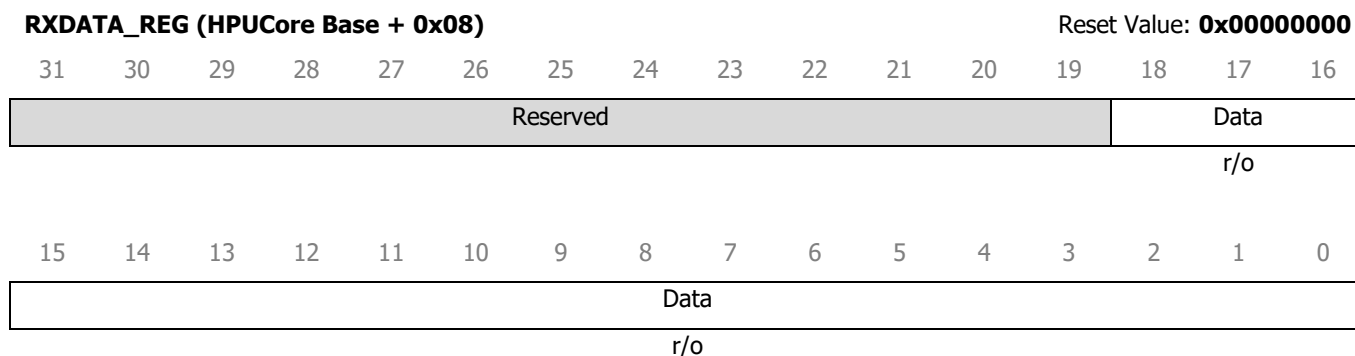 RXDATA_REG (HPUCore Base + 0x08) Reset Value: 0x00000000
31 30 29 28 27 26 25 24 23 22 21 20 19 18 17 16
Reserved Data
r/o
15 14 13 12 11 10 9 8 7 6 5 4 3 2 1 0
Data
r/o